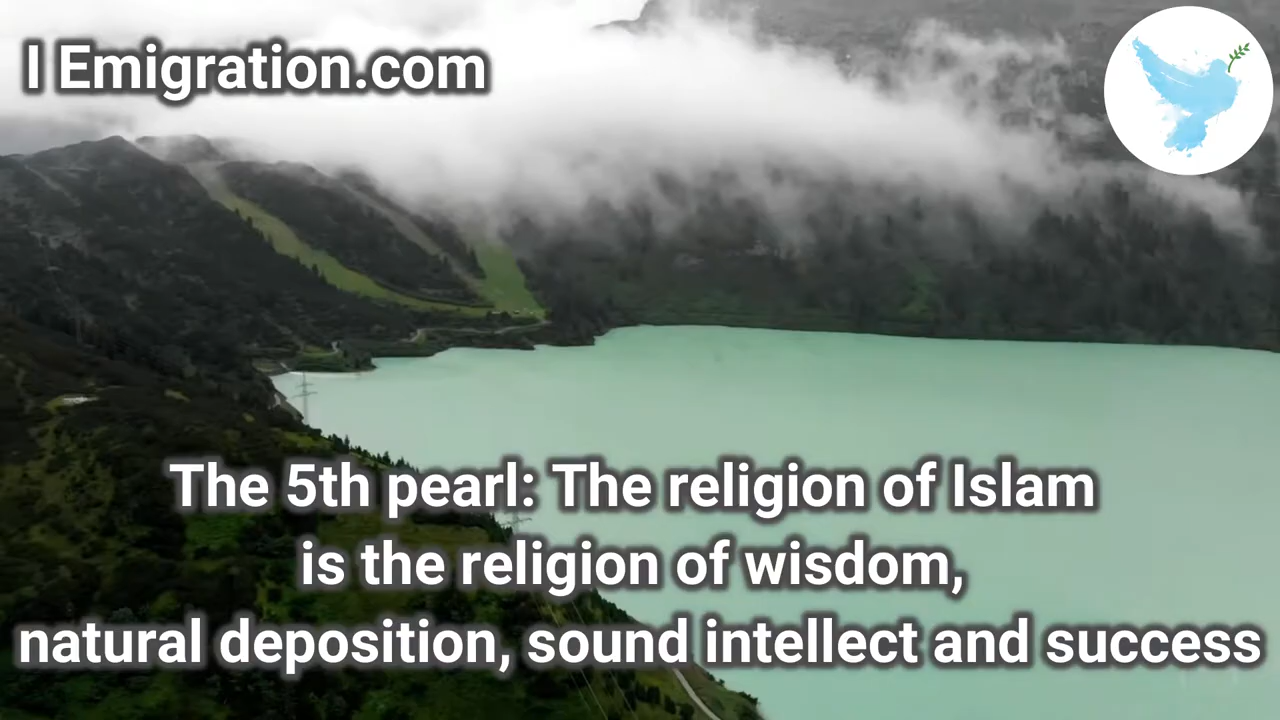 I Emigration.com
The 5th pearl: The religion of Islam
is the religion of wisdom,
natural deposition, sound intellect and success